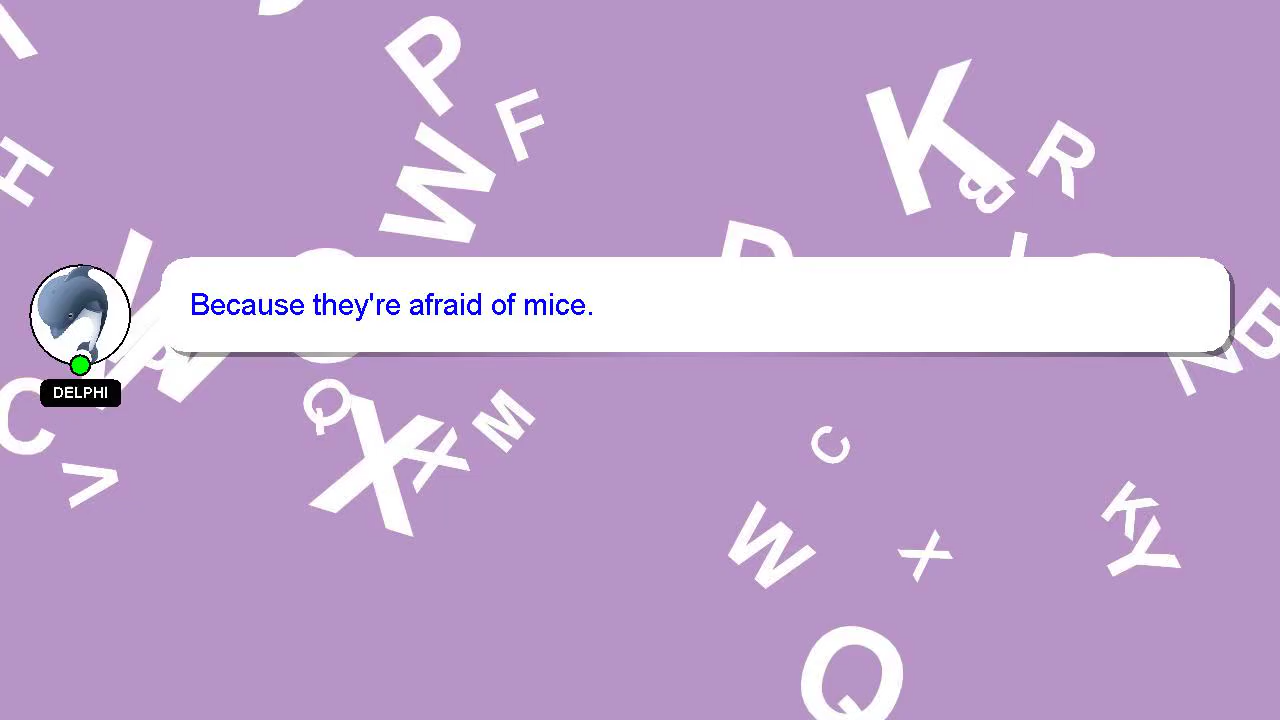 Because they're afraid of mice.
DELPHI
P
F
W
K
R
B
H
D
Q
X
X
M
C
V
C
W
X
K
Y
N
B
Q